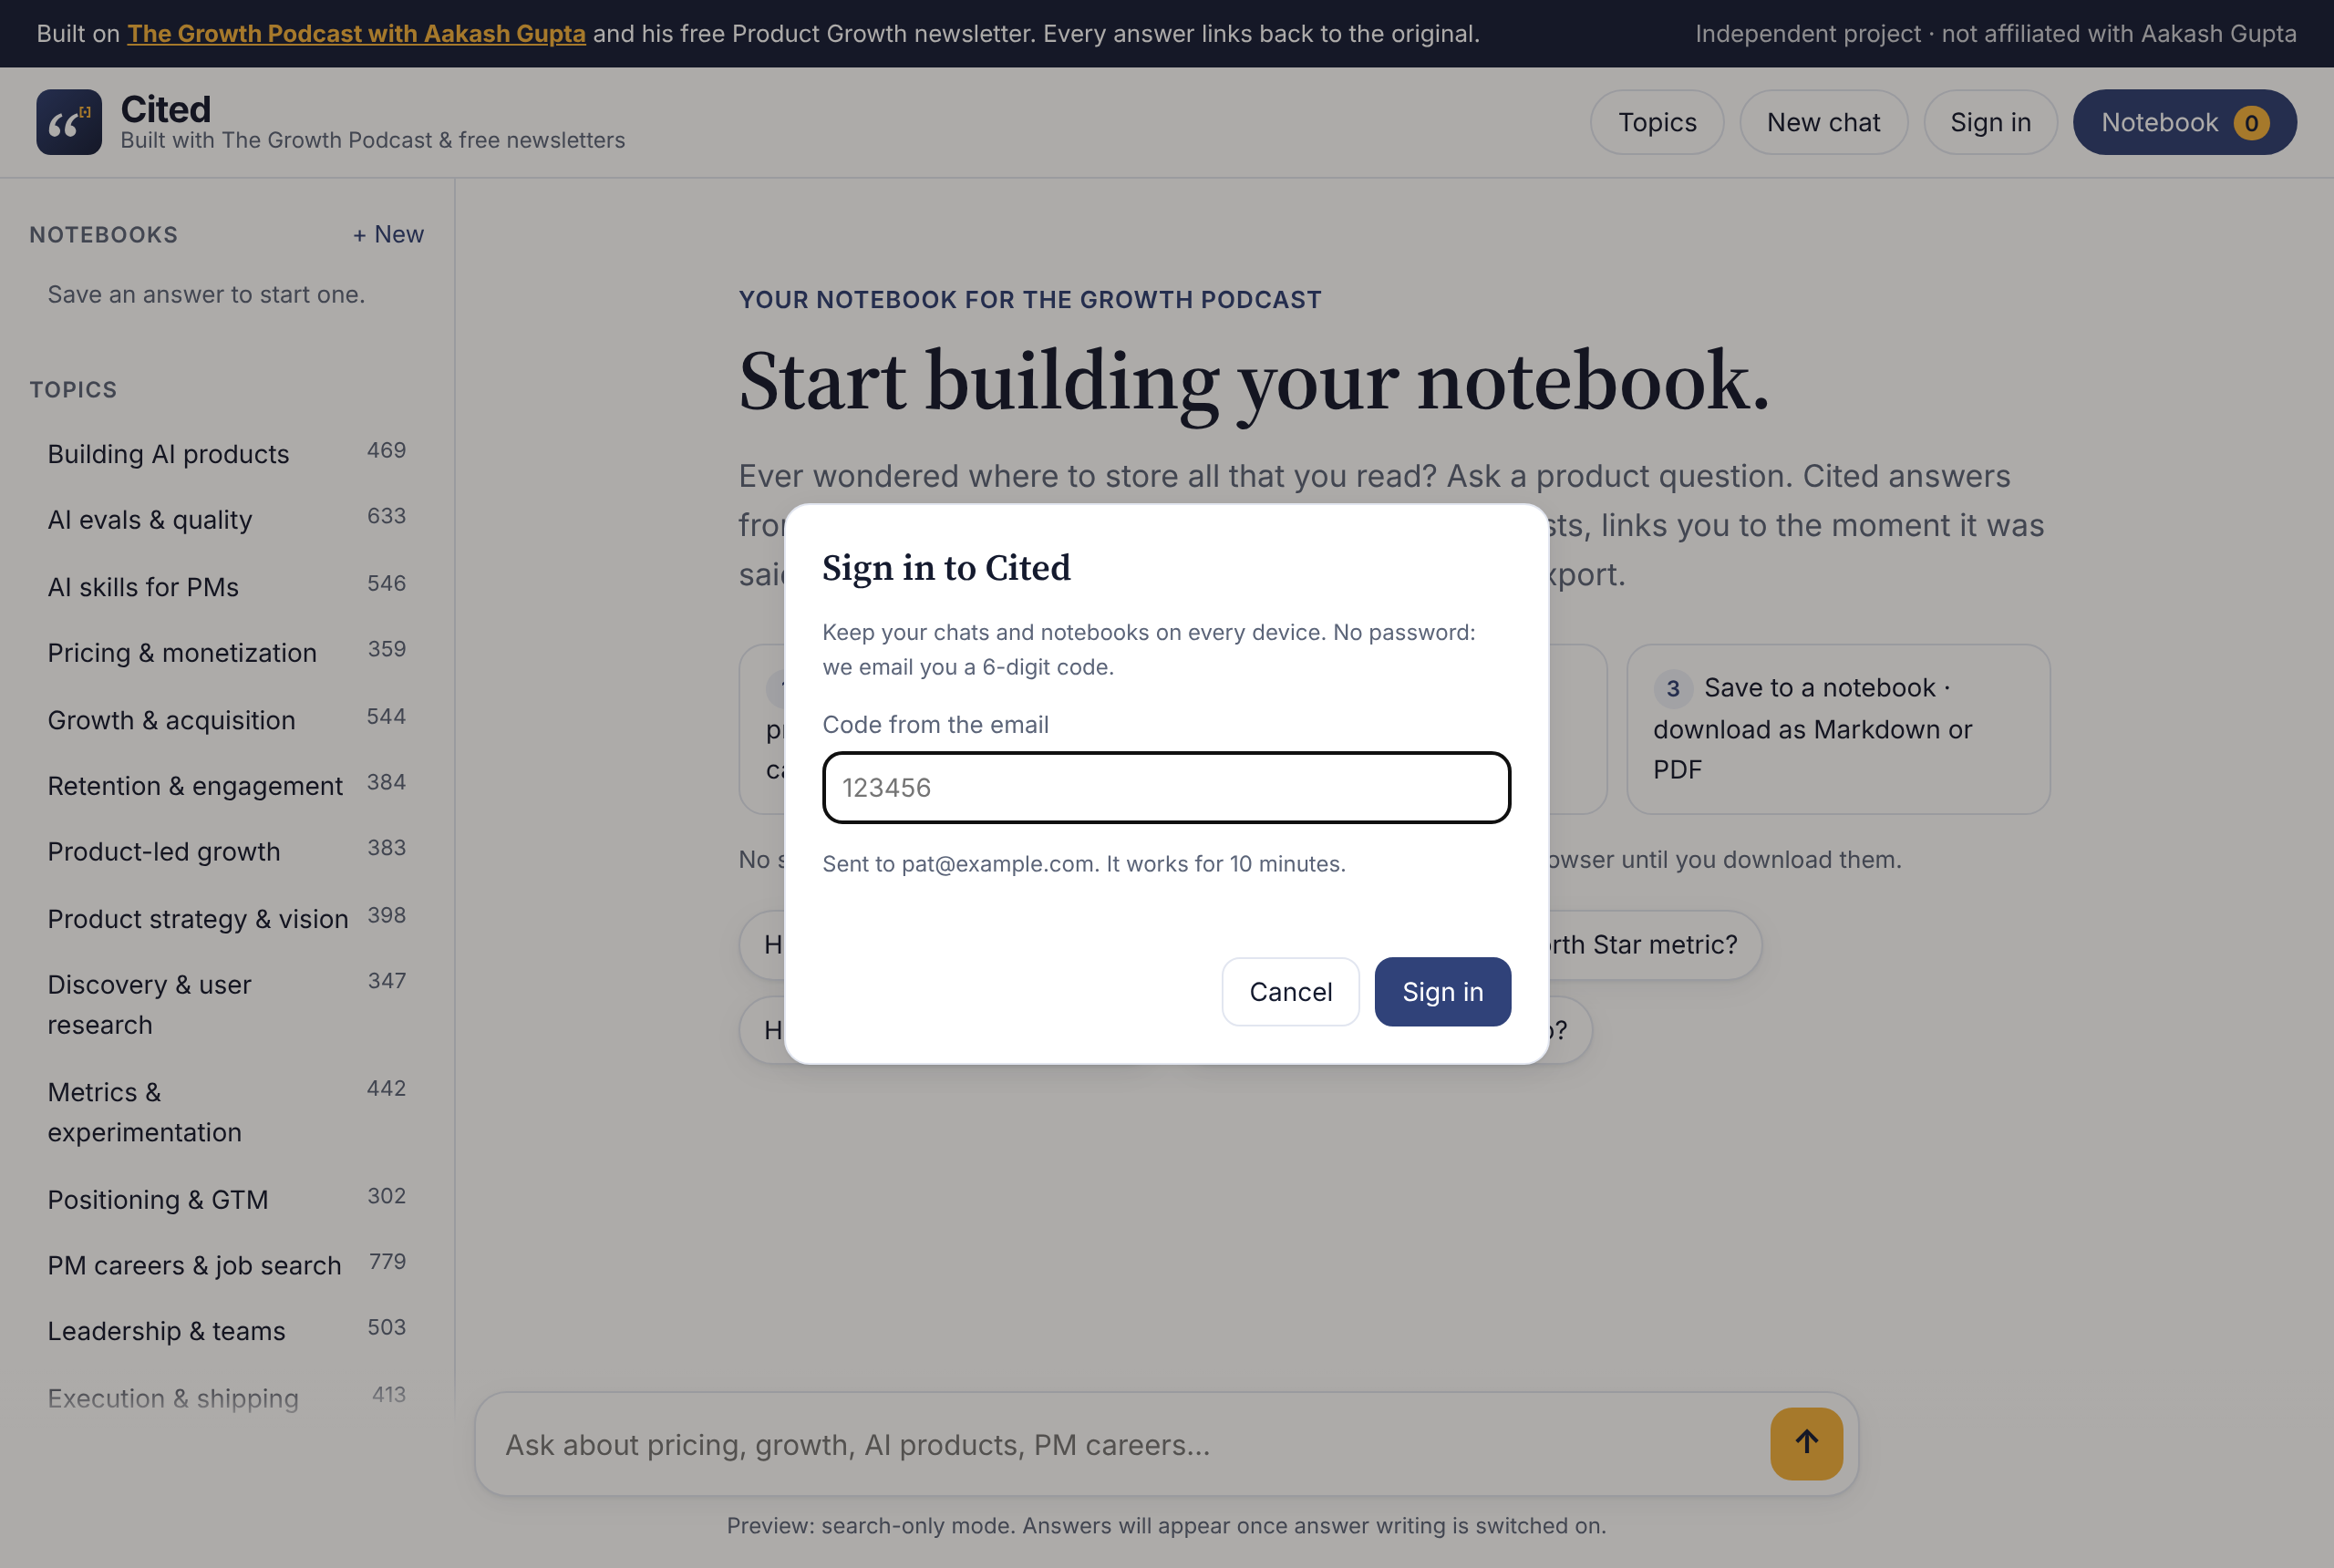 Built on The Growth Podcast with Aakash Gupta and his free Product Growth newsletter. Every answer links back to the original.
Independent project · not affiliated with Aakash Gupta
Cited
Built with The Growth Podcast & free newsletters
Topics
New chat
Sign in
Notebook 0
NOTEBOOKS
+ New
Save an answer to start one.
TOPICS
Building AI products 469
AI evals & quality 633
AI skills for PMs 546
Pricing & monetization 359
Growth & acquisition 544
Retention & engagement 384
Product-led growth 383
Product strategy & vision 398
Discovery & user 347
research
Metrics & 442
experimentation
Positioning & GTM 302
PM careers & job search 779
Leadership & teams 503
Execution & shipping 413
YOUR NOTEBOOK FOR THE GROWTH PODCAST
Start building your notebook.
Ever wondered where to store all that you read? Ask a product question. Cited answers
links you to the moment it was
3 Save to a notebook ·
download as Markdown or
PDF
No
until you download them.
Star metric?
Sign in to Cited
Keep your chats and notebooks on every device. No password:
we email you a 6-digit code.
Code from the email
123456
Sent to pat@example.com. It works for 10 minutes.
Cancel
Sign in
Ask about pricing, growth, AI products, PM careers...
Preview: search-only mode. Answers will appear once answer writing is switched on.